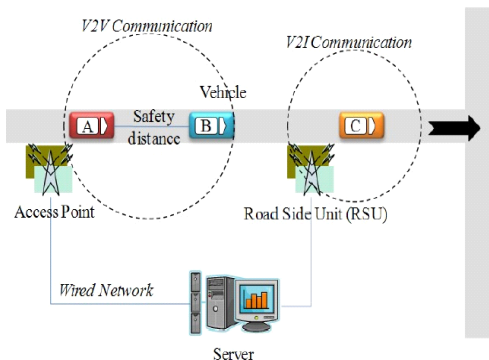 V2V Communication
V2I Communication
Vehicle
A
Safety
distance
B
C
Access Point
Road Side Unit (RSU)
Wired Network
Server